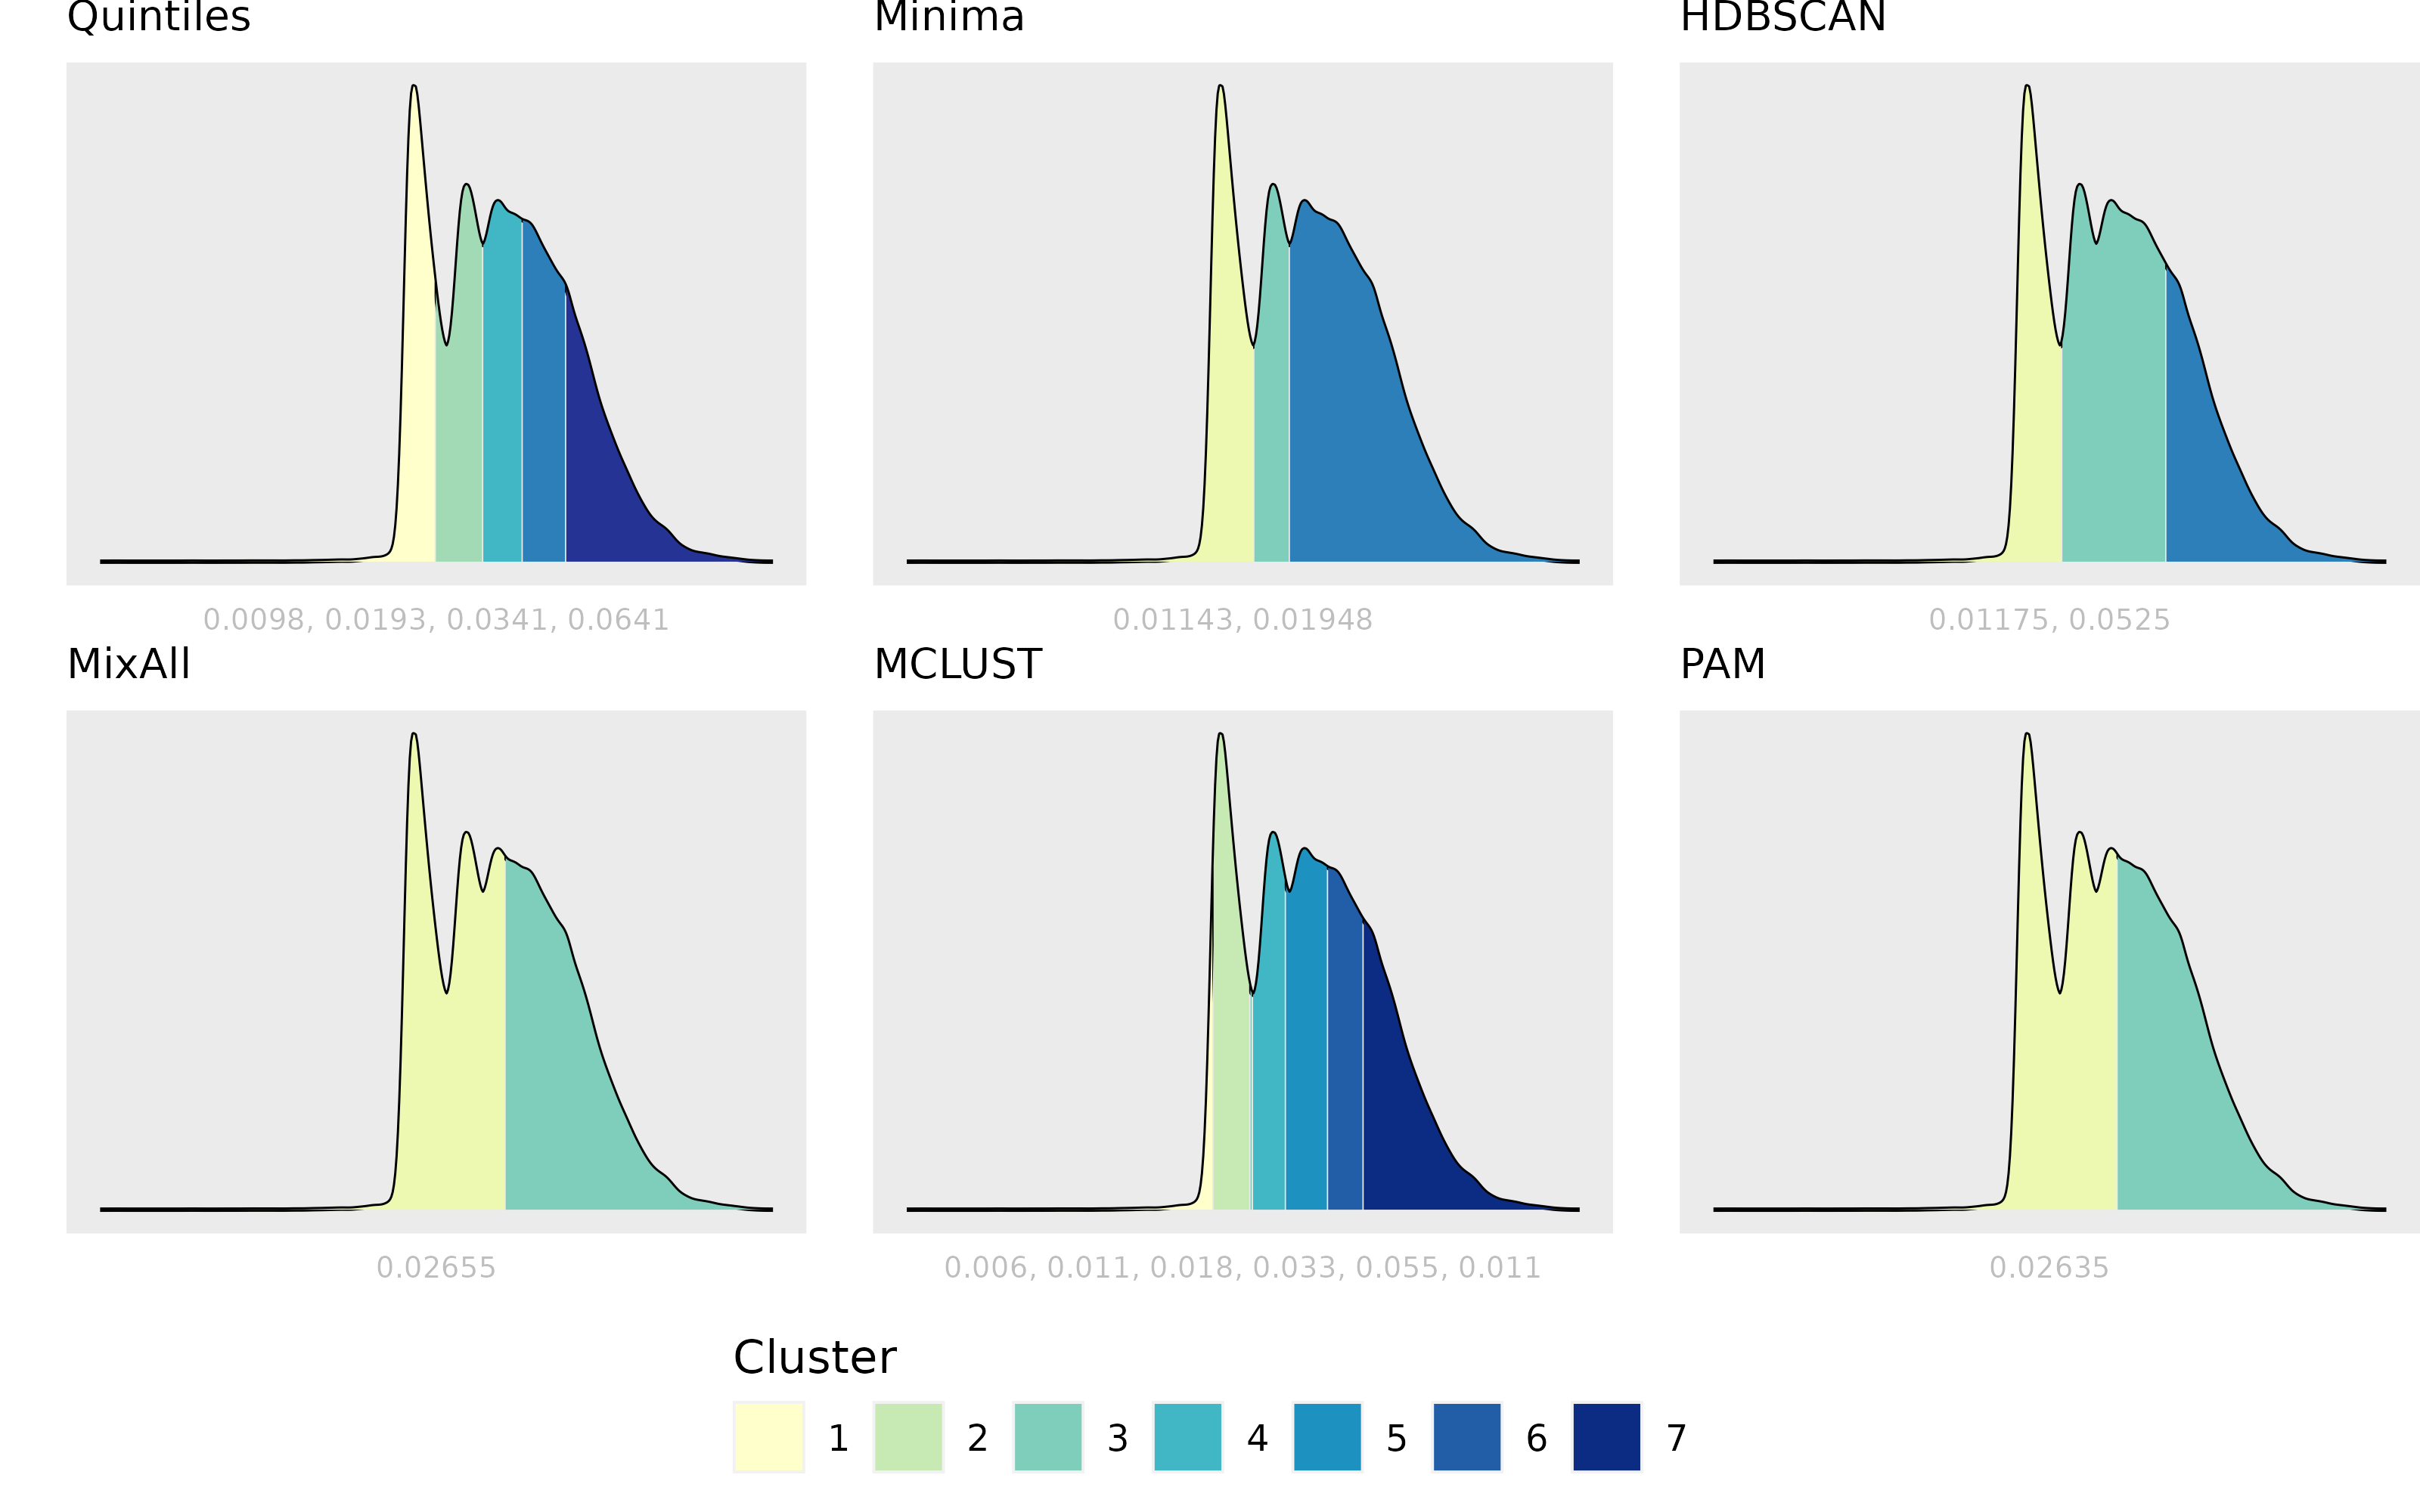 Quintiles
Minima
HDBSCAN
0.0098, 0.0193, 0.0341, 0.0641
0.01143, 0.01948
0.01175, 0.0525
MixAll
MCLUST
PAM
0.02655
0.006, 0.011, 0.018, 0.033, 0.055, 0.011
0.02635
Cluster
1 2 3 4 5 6 7